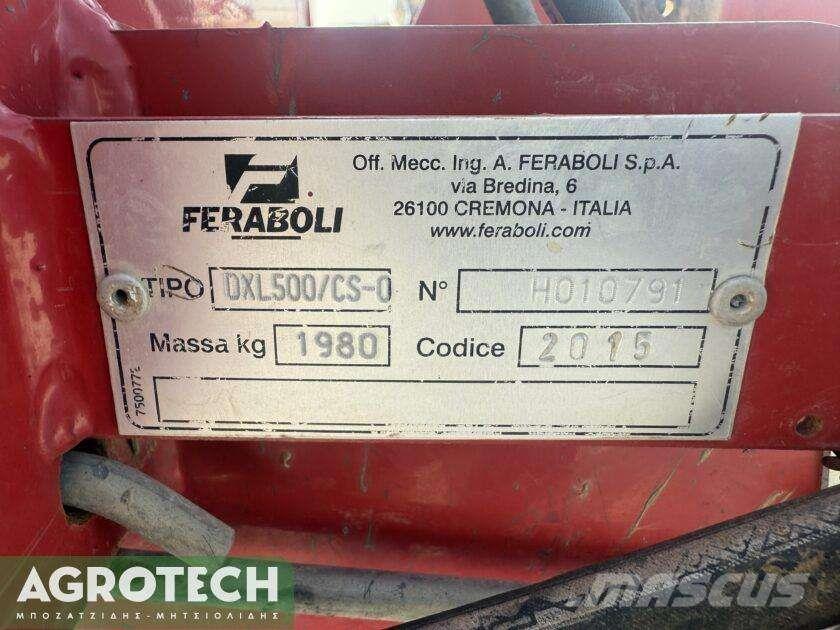 FERABOLI
Off. Mecc. Ing. A. FERABOLI S.p.A.
via Bredina, 6
26100 CREMONA - ITALIA
www.feraboli.com
TIPO DXL500/CS-0 N° H010791
Massa kg 1980 Codice 2015
7500772
AGROTECH
ΜΠΟΖΑΤΖΙΔΗΣ-ΜΗΤΣΙΟΛΙΔΗΣ
MASCUS